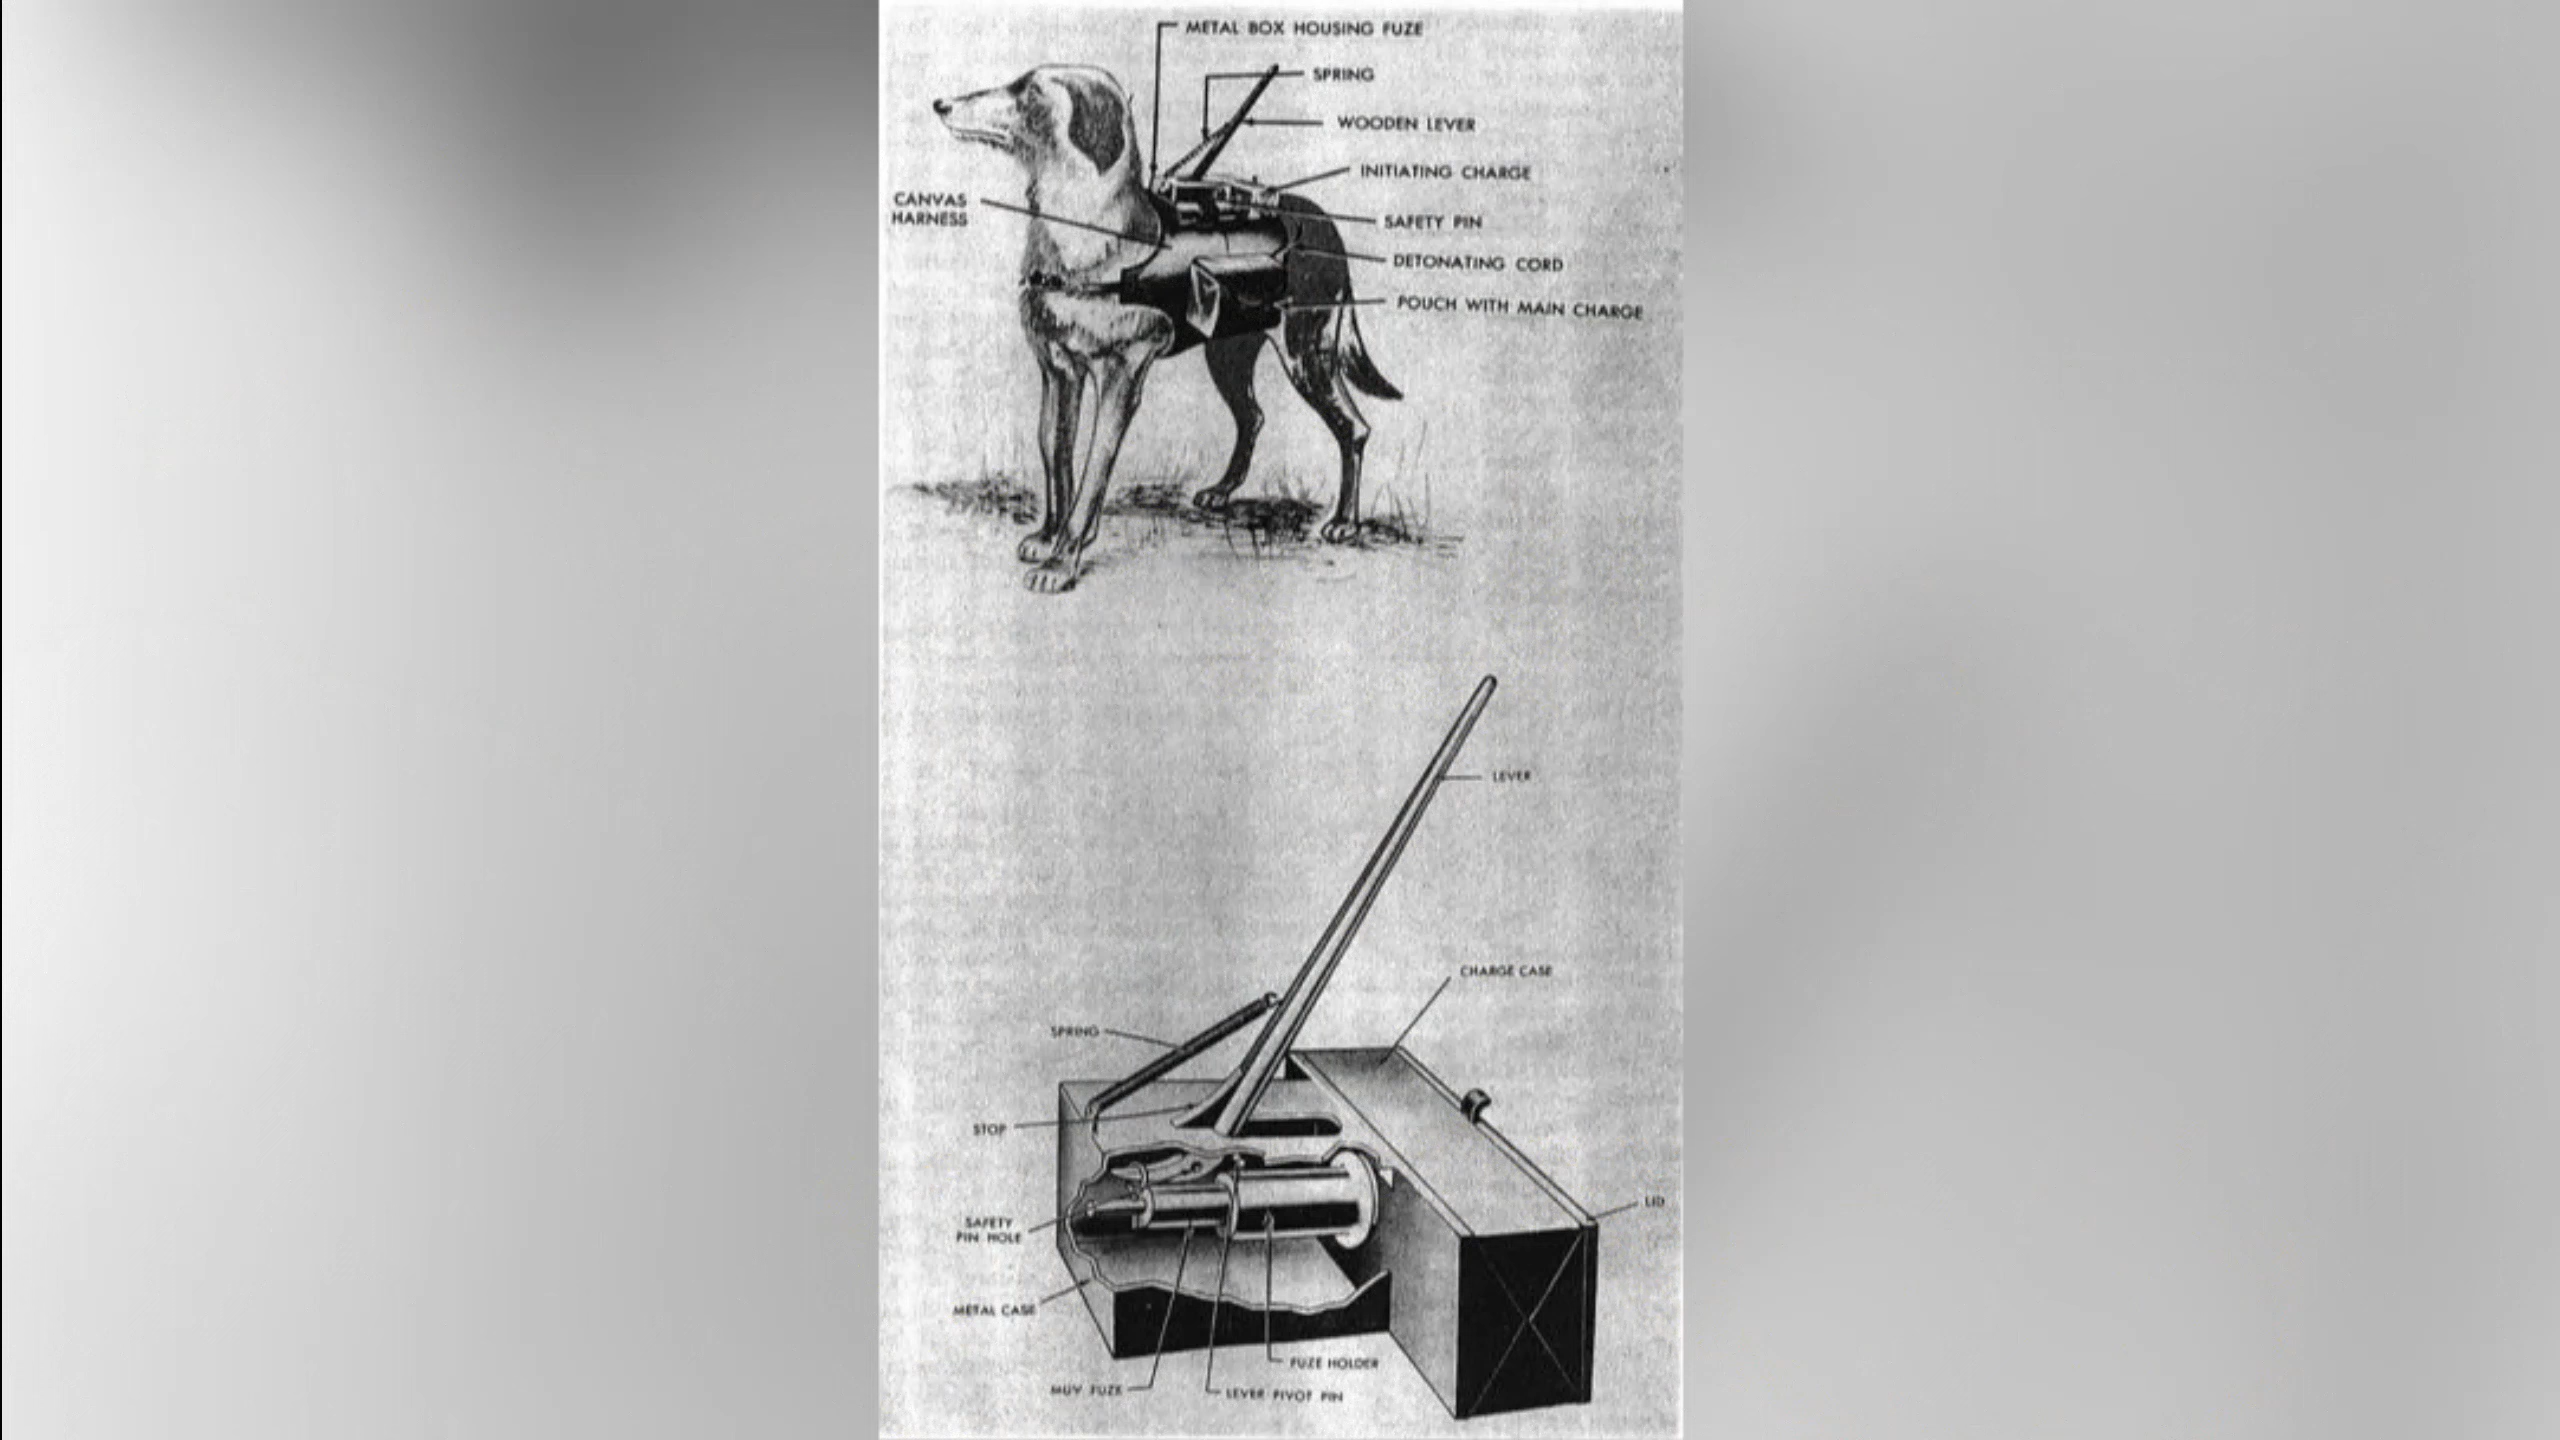 METAL BOX HOUSING FUZE
SPRING
WOODEN LEVER
INITIATING CHARGE
CANVAS
HARNESS
SAFETY PIN
DETONATING CORD
POUCH WITH MAIN CHARGE
LEVER
CHARGE CASE
SPRING
STOP
LID
SAFETY
PIN HOLE
METAL CASE
FUZE HOLDER
MUV FUZE
LEVER PIVOT PIN